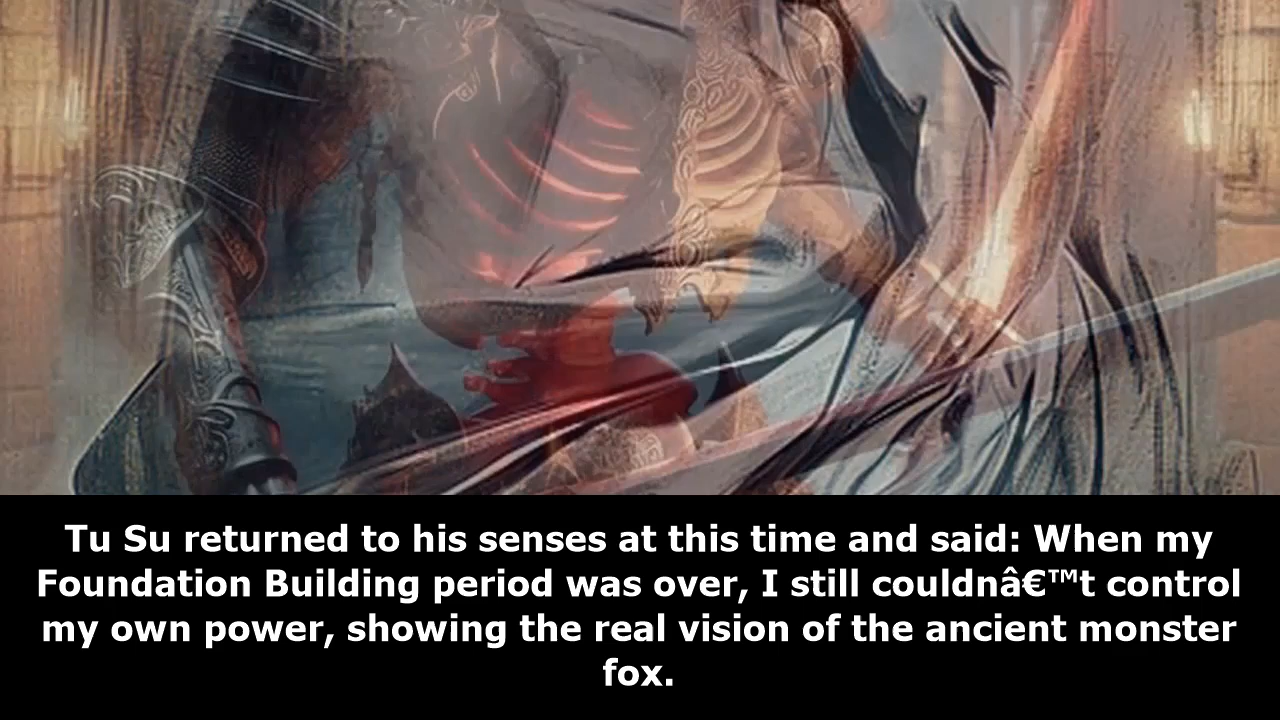 Tu Su returned to his senses at this time and said: When my
Foundation Building period was over, I still couldnâ€™t control
my own power, showing the real vision of the ancient monster
fox.